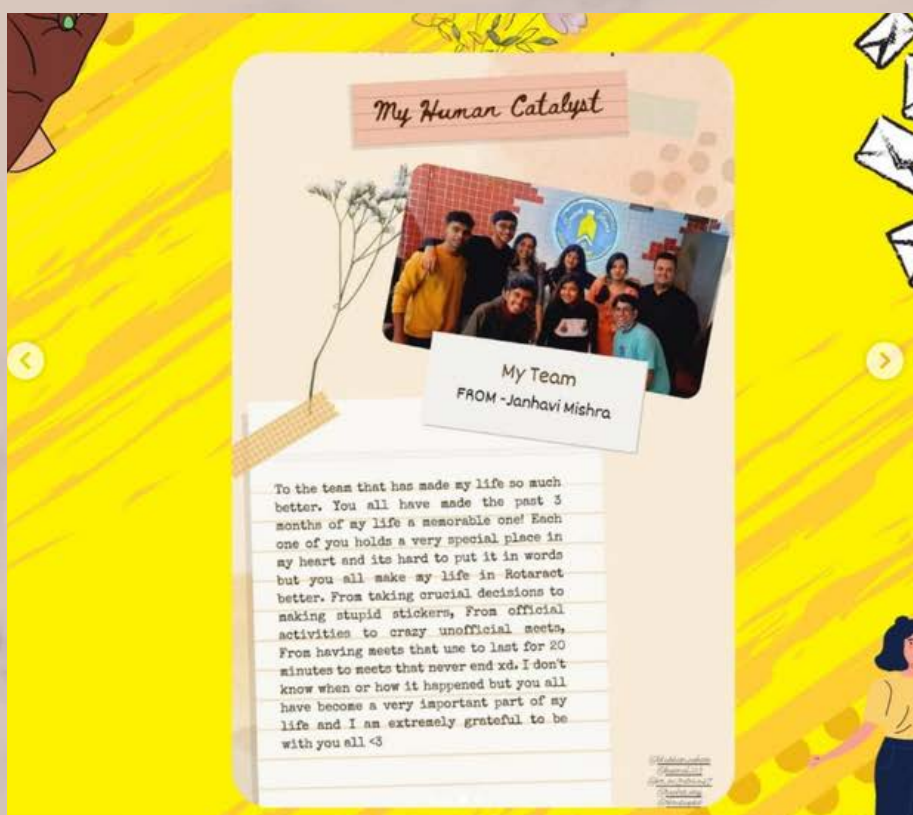 My Human Catalyst
My Team
FROM -Janhavi Mishra
To the team that has made my life so much
better. You all have made the past 3
months of my life a memorable one! Each
one of you holds a very special place in
my heart and its hard to put it in words
but you all make my life in Rotaract
better. From taking crucial decisions to
making stupid stickers, From official
activities to crazy unofficial meets,
From having meets that use to last for 20
minutes to meets that never end xd. I don't
know when or how it happened but you all
have become a very important part of my
life and I am extremely grateful to be
with you all <3